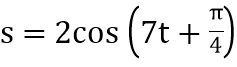 s = 2cos (7t + π/4)